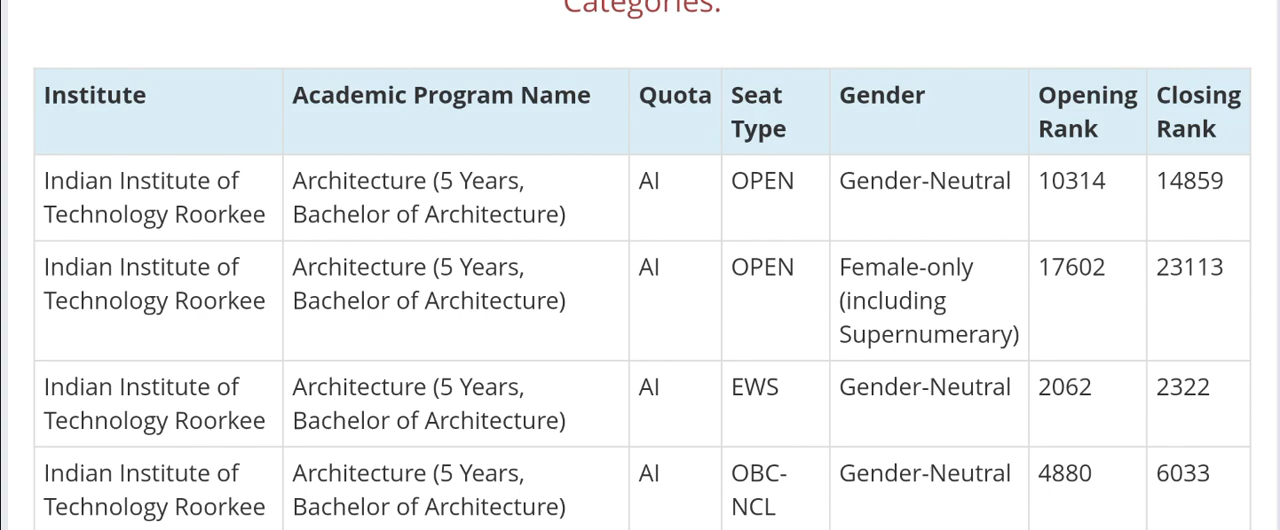 Categories.
Institute Academic Program Name Quota Seat Type Gender Opening Rank Closing Rank
Indian Institute of Technology Roorkee Architecture (5 Years, Bachelor of Architecture) AI OPEN Gender-Neutral 10314 14859
Indian Institute of Technology Roorkee Architecture (5 Years, Bachelor of Architecture) AI OPEN Female-only (including Supernumerary) 17602 23113
Indian Institute of Technology Roorkee Architecture (5 Years, Bachelor of Architecture) AI EWS Gender-Neutral 2062 2322
Indian Institute of Technology Roorkee Architecture (5 Years, Bachelor of Architecture) AI OBC-NCL Gender-Neutral 4880 6033